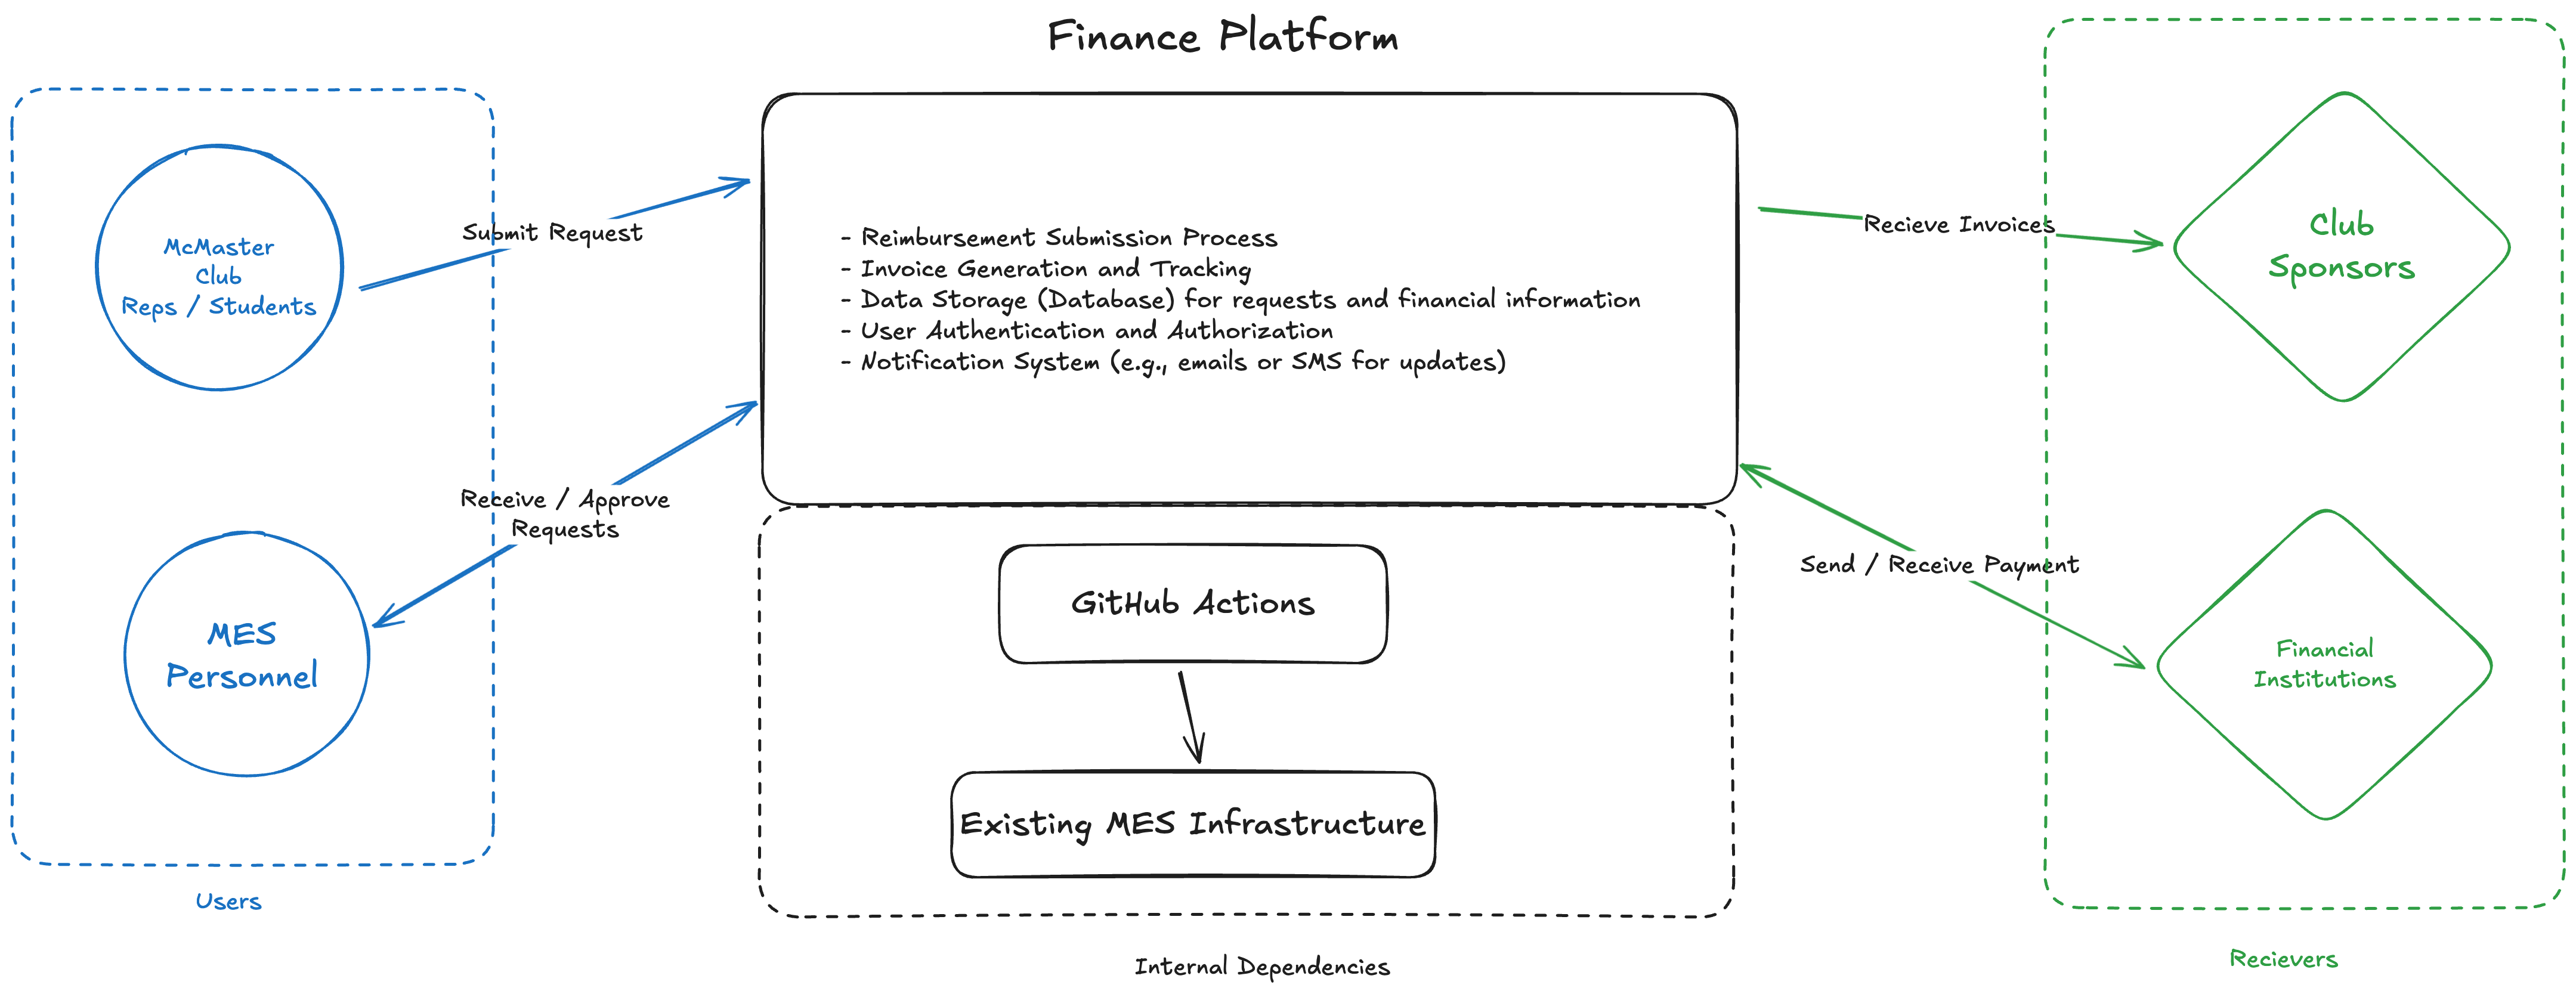 Finance Platform
McMaster
Club
Reps / Students
Submit Request
Receive / Approve
Requests
MES
Personnel
Users
- Reimbursement Submission Process
- Invoice Generation and Tracking
- Data Storage (Database) for requests and financial information
- User Authentication and Authorization
- Notification System (e.g., emails or SMS for updates)
GitHub Actions
Existing MES Infrastructure
Internal Dependencies
Recieve Invoices
Club
Sponsors
Send / Receive Payment
Financial
Institutions
Recievers